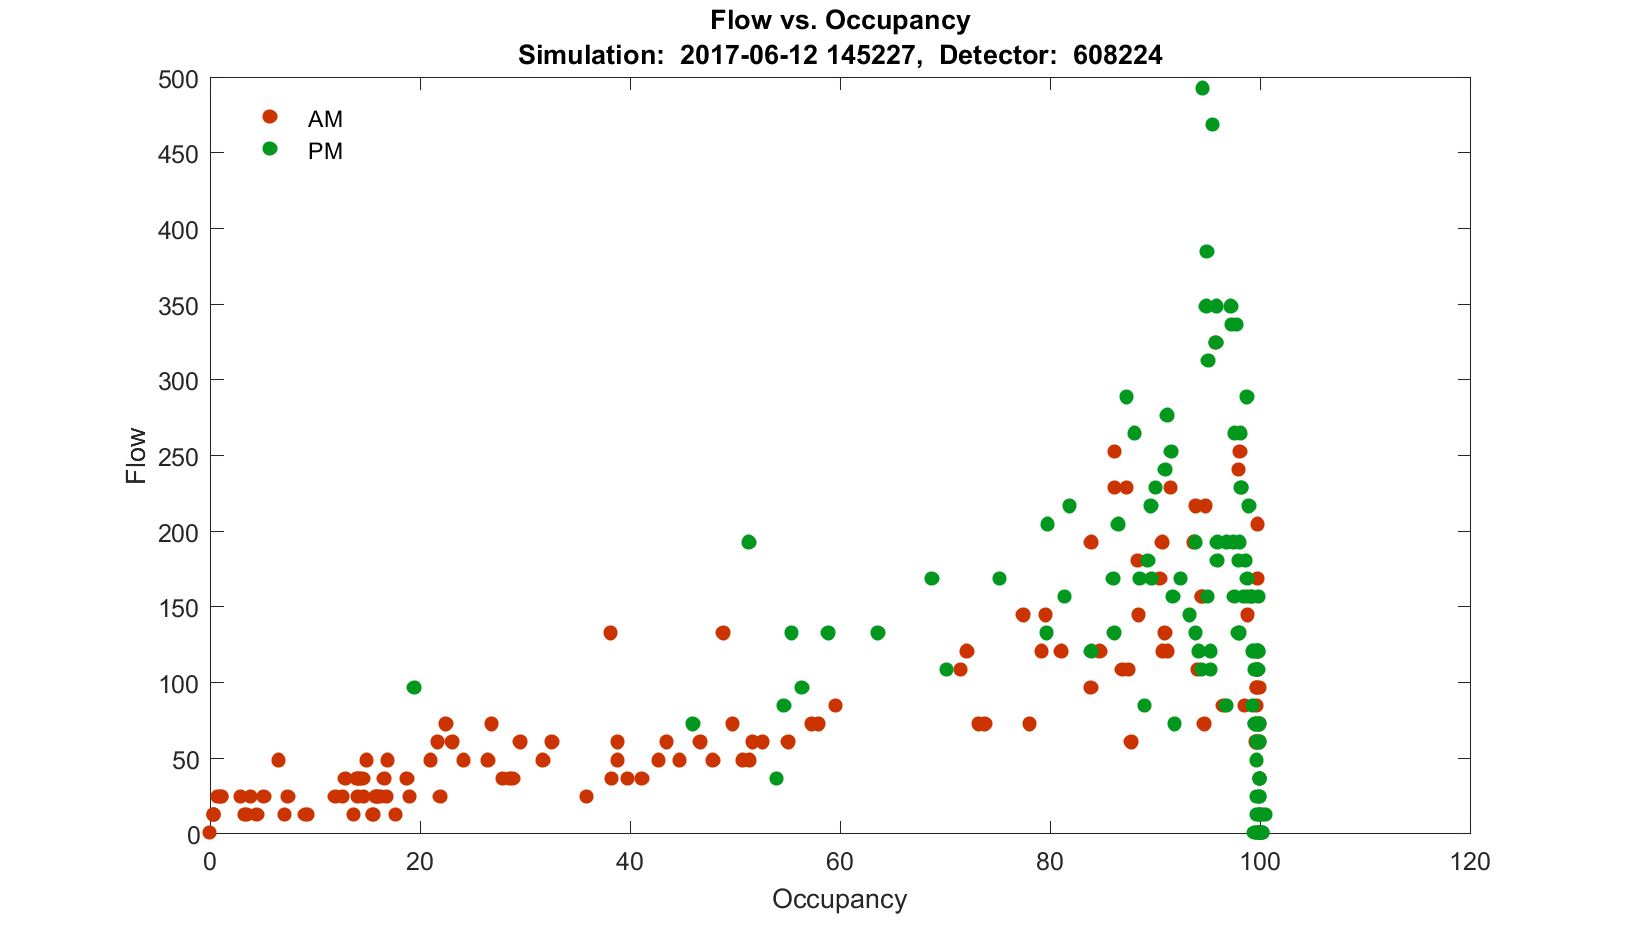 Flow vs. Occupancy
Simulation:  2017-06-12 145227,  Detector:  608224
500
450
400
350
300
250
200
150
100
50
0
AM
PM
Flow
0 20 40 60 80 100 120
Occupancy